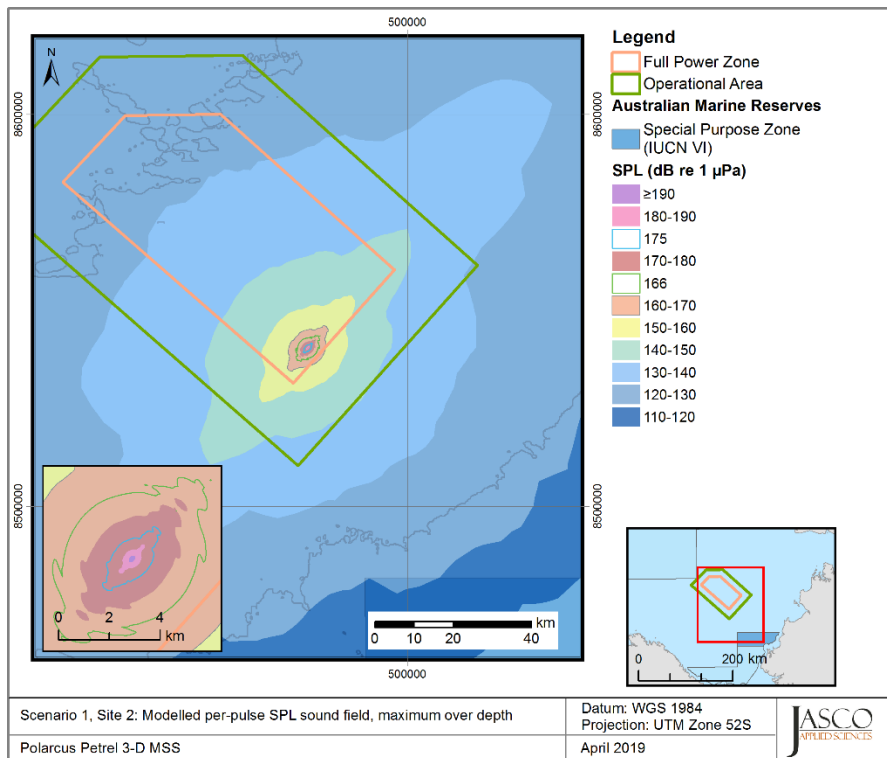 500000
N
8600000
8600000
8500000
8500000
0 2 4
km
km
0 10 20 40
500000
Legend
Full Power Zone
Operational Area
Australian Marine Reserves
Special Purpose Zone
(IUCN VI)
SPL (dB re 1 µPa)
≥190
180-190
175
170-180
166
160-170
150-160
140-150
130-140
120-130
110-120
0 200 km
Scenario 1, Site 2: Modelled per-pulse SPL sound field, maximum over depth
Polarcus Petrel 3-D MSS
Datum: WGS 1984
Projection: UTM Zone 52S
April 2019
JASCO
APPLIED SCIENCES